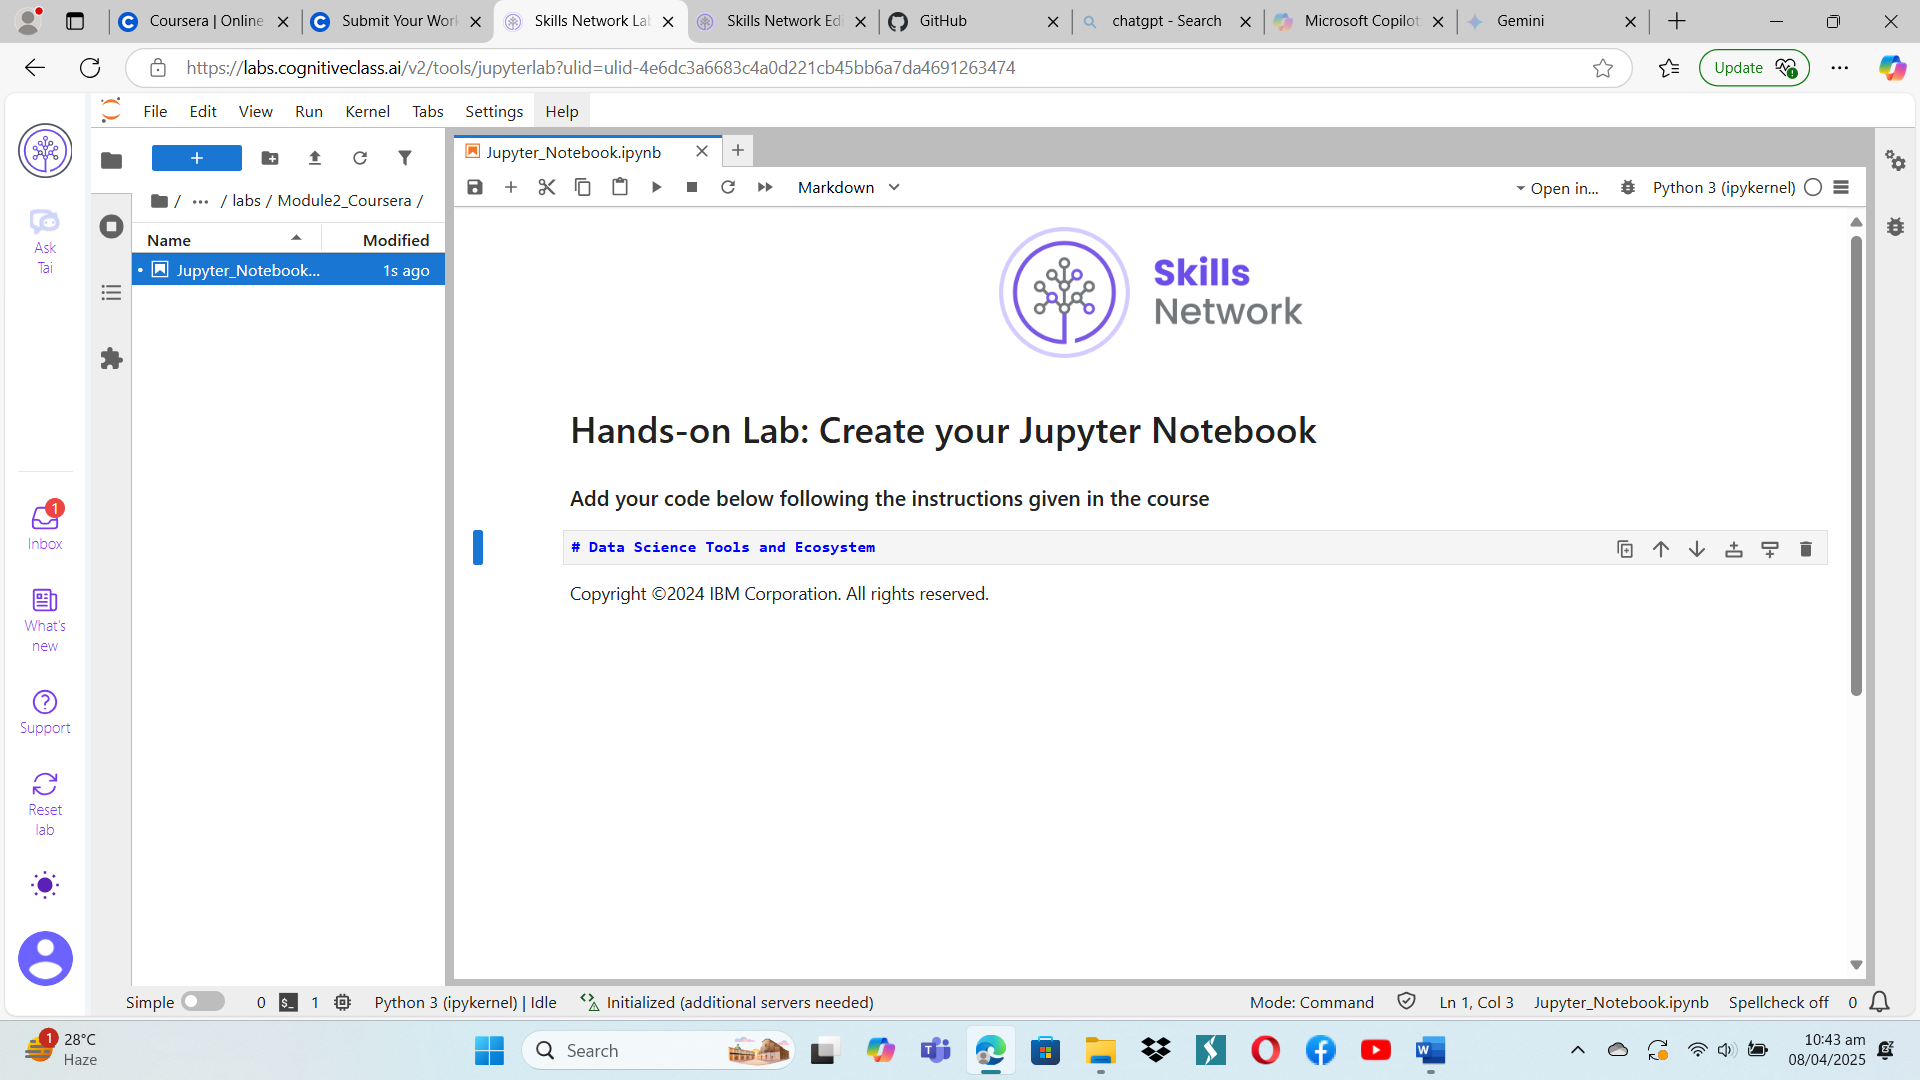 Coursera | Online
Submit Your Work
Skills Network La
Skills Network Edi
GitHub
chatgpt - Search
Microsoft Copilot
Gemini
https://labs.cognitiveclass.ai/v2/tools/jupyterlab?ulid=ulid-4e6dc3a6683c4a0d221cb45bb6a7da4691263474
Update
File Edit View Run Kernel Tabs Settings Help
Ask
Tai
Inbox
1
What's
new
Support
Reset
lab
+
/ ... / labs / Module2_Coursera /
Name Modified
Jupyter_Notebook... 1s ago
Jupyter_Notebook.ipynb
Markdown
Open in...
Python 3 (ipykernel)
Skills
Network
Hands-on Lab: Create your Jupyter Notebook
Add your code below following the instructions given in the course
# Data Science Tools and Ecosystem
Copyright ©2024 IBM Corporation. All rights reserved.
Simple 0 $_ 1 Python 3 (ipykernel) | Idle Initialized (additional servers needed) Mode: Command Ln 1, Col 3 Jupyter_Notebook.ipynb Spellcheck off 0
1
28°C
Haze
Search
10:43 am
08/04/2025